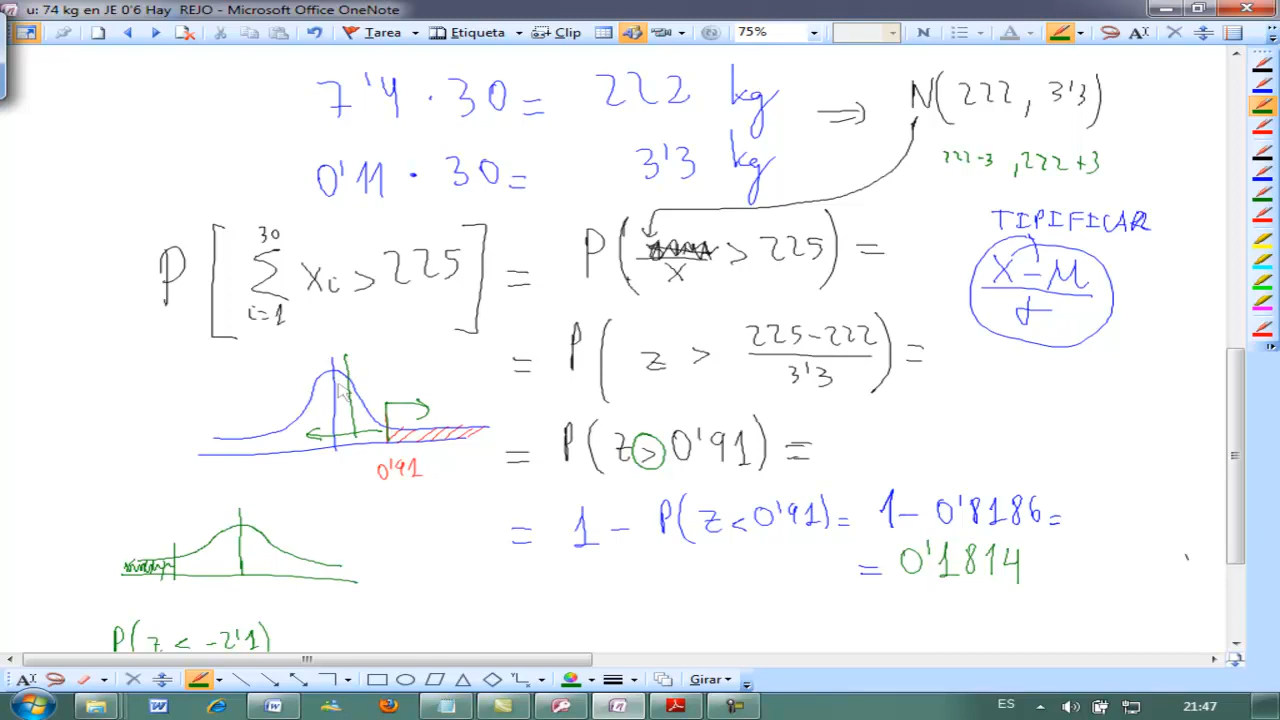 u: 74 kg en JE 0'6 Hay REJO - Microsoft Office OneNote
Tarea Etiqueta Clip 75% N A
7'4 · 30 = 222 kg ⟹ N(222, 3'3)
222-3 , 222+3
0'11 · 30 = 3'3 kg
TIPIFICAR
P[ 30 Σ i=1 xi > 225 ] = P( X > 225 ) =
X - μ / σ
= P( z > 225-222 / 3'3 ) =
0'91
= P( z > 0'91 ) =
= 1 - P( z < 0'91 ) = 1 - 0'8186 =
= 0'1814
P( z < -2'1 )
Girar
ES 21:47